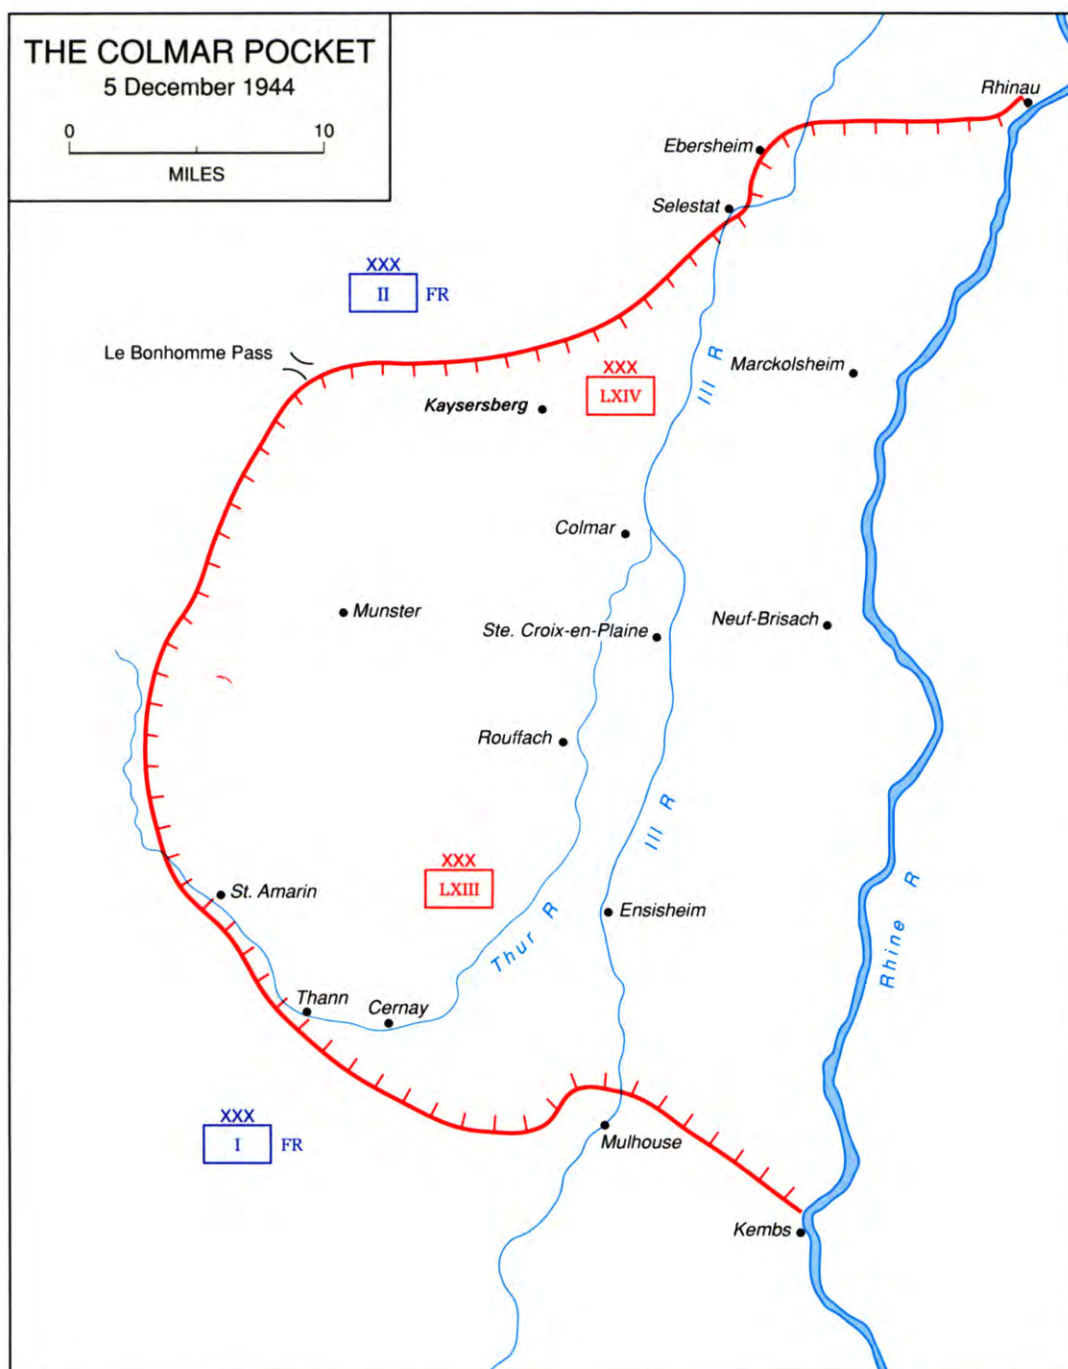 THE COLMAR POCKET
5 December 1944
0 10
MILES
Rhinau
Ebersheim
Selestat
XXX
II FR
Le Bonhomme Pass
XXX
LXIV
Ill R
Marckolsheim
Kaysersberg
Colmar
Munster
Ste. Croix-en-Plaine
Neuf-Brisach
Rouffach
Ill R
XXX
LXIII
St. Amarin
Ensisheim
Thur R
Rhine R
Thann
Cernay
XXX
I FR
Mulhouse
Kembs